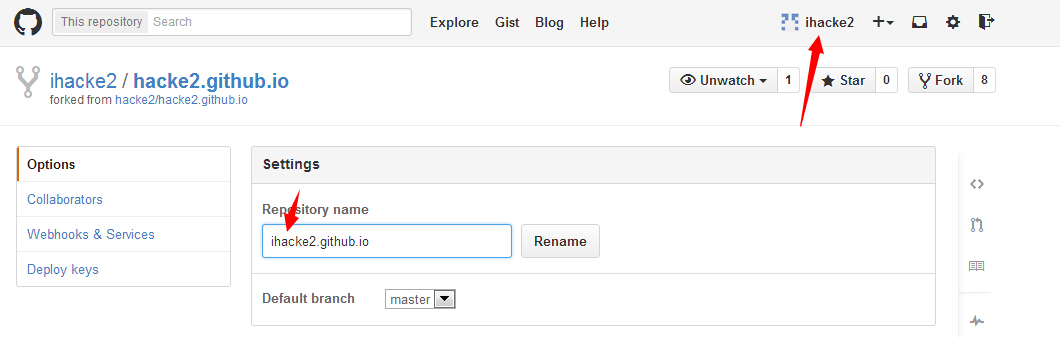 This repository Search Explore Gist Blog Help ihacke2
ihacke2 / hacke2.github.io Unwatch 1 Star 0 Fork 8
forked from hacke2/hacke2.github.io
Options
Collaborators
Webhooks & Services
Deploy keys
Settings
Repository name
ihacke2.github.io Rename
Default branch master